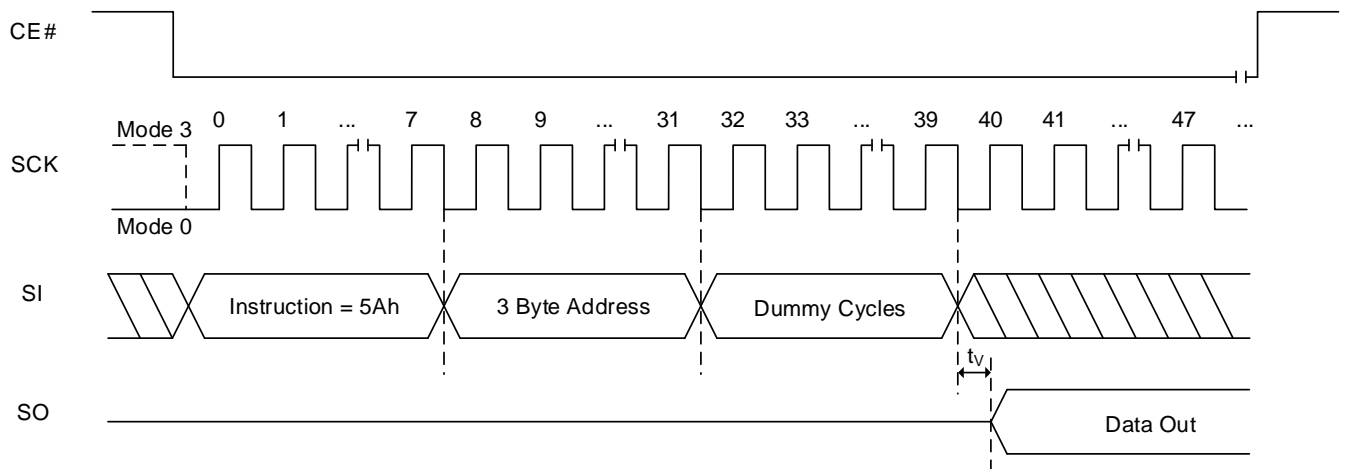 CE#
Mode 3
0 1 ... 7 8 9 ... 31 32 33 ... 39 40 41 ... 47 ...
SCK
Mode 0
SI
Instruction = 5Ah
3 Byte Address
Dummy Cycles
tV
SO
Data Out